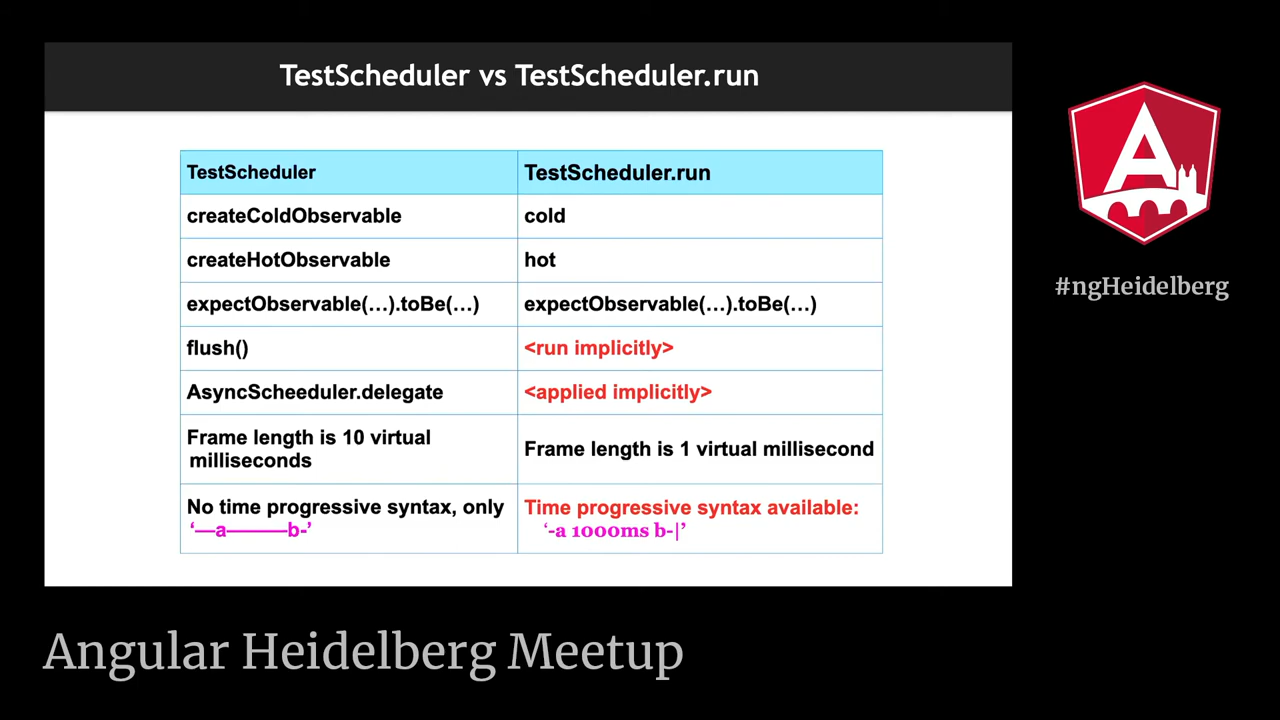 TestScheduler vs TestScheduler.run
TestScheduler
TestScheduler.run
createColdObservable
cold
createHotObservable
hot
expectObservable(…).toBe(…)
expectObservable(…).toBe(…)
flush()
<run implicitly>
AsyncScheeduler.delegate
<applied implicitly>
Frame length is 10 virtual
milliseconds
Frame length is 1 virtual millisecond
No time progressive syntax, only
‘—a———b-’
Time progressive syntax available:
‘-a 1000ms b-|’
#ngHeidelberg
Angular Heidelberg Meetup